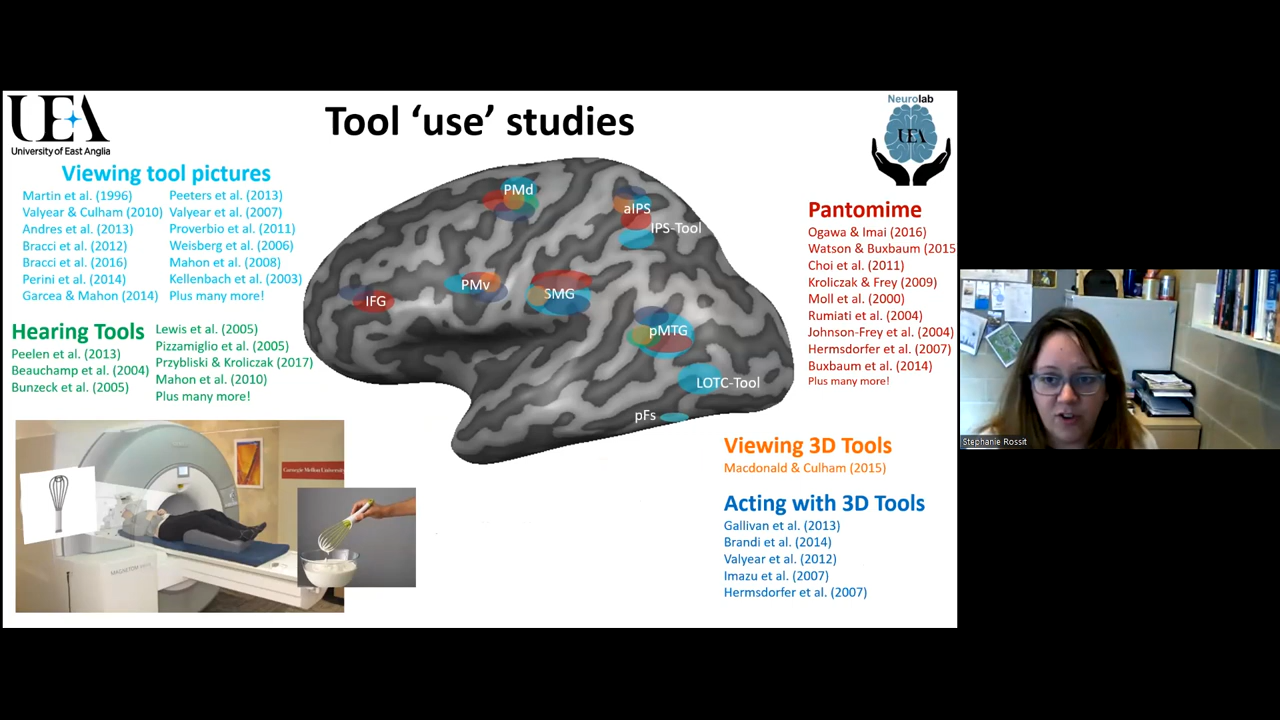 UEA
University of East Anglia
Tool ‘use’ studies
Neurolab
UEA
Viewing tool pictures
Martin et al. (1996)
Valyear & Culham (2010)
Andres et al. (2013)
Bracci et al. (2012)
Bracci et al. (2016)
Perini et al. (2014)
Garcea & Mahon (2014)
Peeters et al. (2013)
Valyear et al. (2007)
Proverbio et al. (2011)
Weisberg et al. (2006)
Mahon et al. (2008)
Kellenbach et al. (2003)
Plus many more!
Hearing Tools
Peelen et al. (2013)
Beauchamp et al. (2004)
Bunzeck et al. (2005)
Lewis et al. (2005)
Pizzamiglio et al. (2005)
Przybliski & Kroliczak (2017)
Mahon et al. (2010)
Plus many more!
PMd
aIPS
IPS-Tool
PMv
SMG
IFG
pMTG
LOTC-Tool
pFs
Pantomime
Ogawa & Imai (2016)
Watson & Buxbaum (2015
Choi et al. (2011)
Kroliczak & Frey (2009)
Moll et al. (2000)
Rumiati et al. (2004)
Johnson-Frey et al. (2004)
Hermsdorfer et al. (2007)
Buxbaum et al. (2014)
Plus many more!
Viewing 3D Tools
Macdonald & Culham (2015)
Acting with 3D Tools
Gallivan et al. (2013)
Brandi et al. (2014)
Valyear et al. (2012)
Imazu et al. (2007)
Hermsdorfer et al. (2007)
Carnegie Mellon University
MAGNETOM
Stephanie Rossit